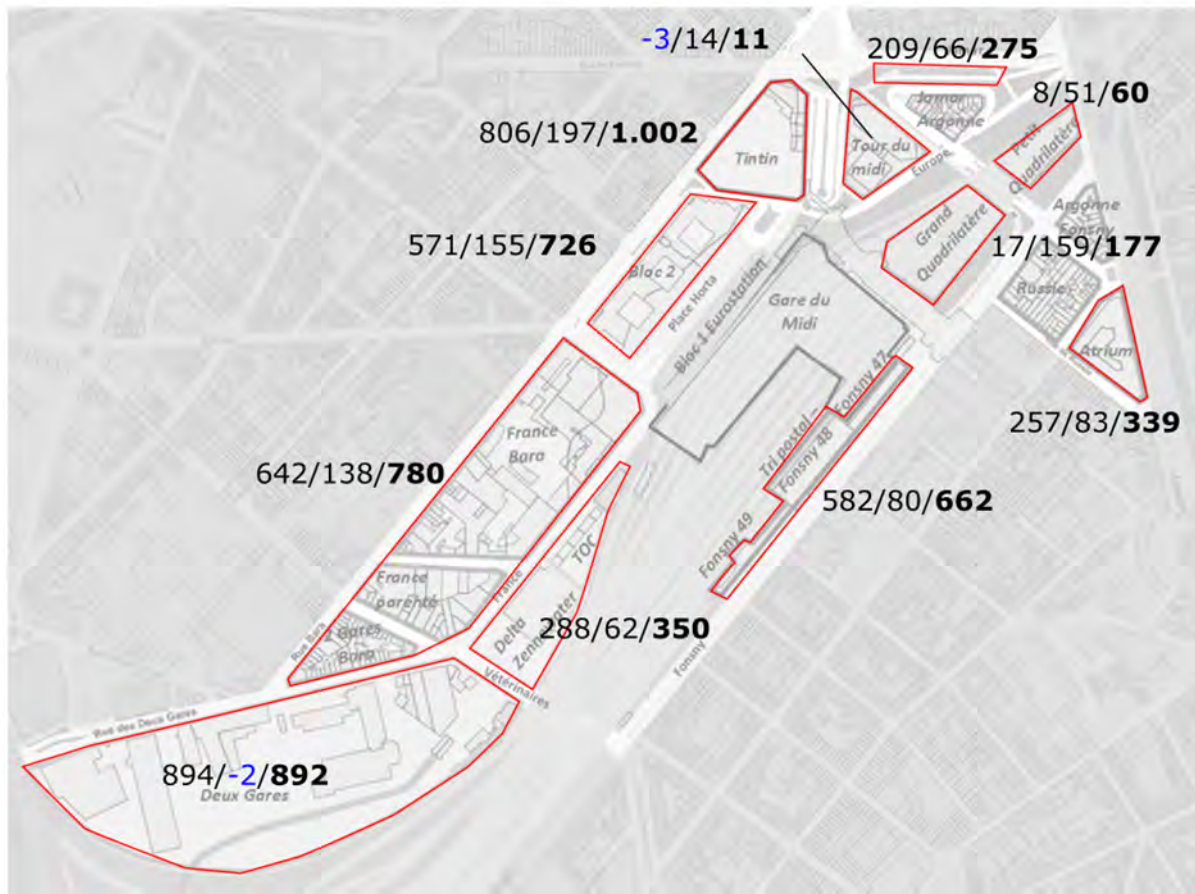 -3/14/11
209/66/275
8/51/60
Jamar
Argonne
806/197/1.002
Tintin
Tour du
midi
Europe
Petit
Quadrilatère
Argonne
Fonsny
571/155/726
Bloc 2
Place Horta
Bloc 1 Eurostation
Gare du
Midi
Grand
Quadrilatère
17/159/177
Russie
Atrium
257/83/339
France
Bara
642/138/780
Tri postal –
Fonsny 47
Fonsny 48
Fonsny 49
582/80/662
TOC
France
parenté
France
2 Gares
Bara
Rue Bara
Delta
Zennewater
288/62/350
Fonsny
Vétérinaires
Rue des Deux Gares
894/-2/892
Deux Gares